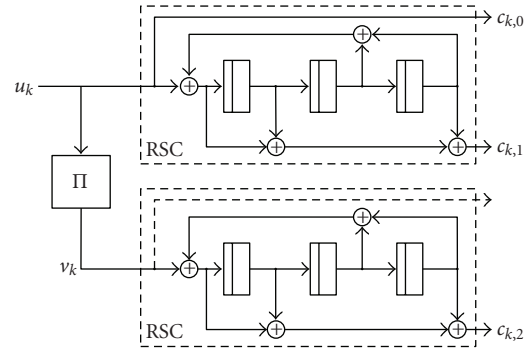 c_{k,0}
u_k
RSC
c_{k,1}
Π
v_k
RSC
c_{k,2}